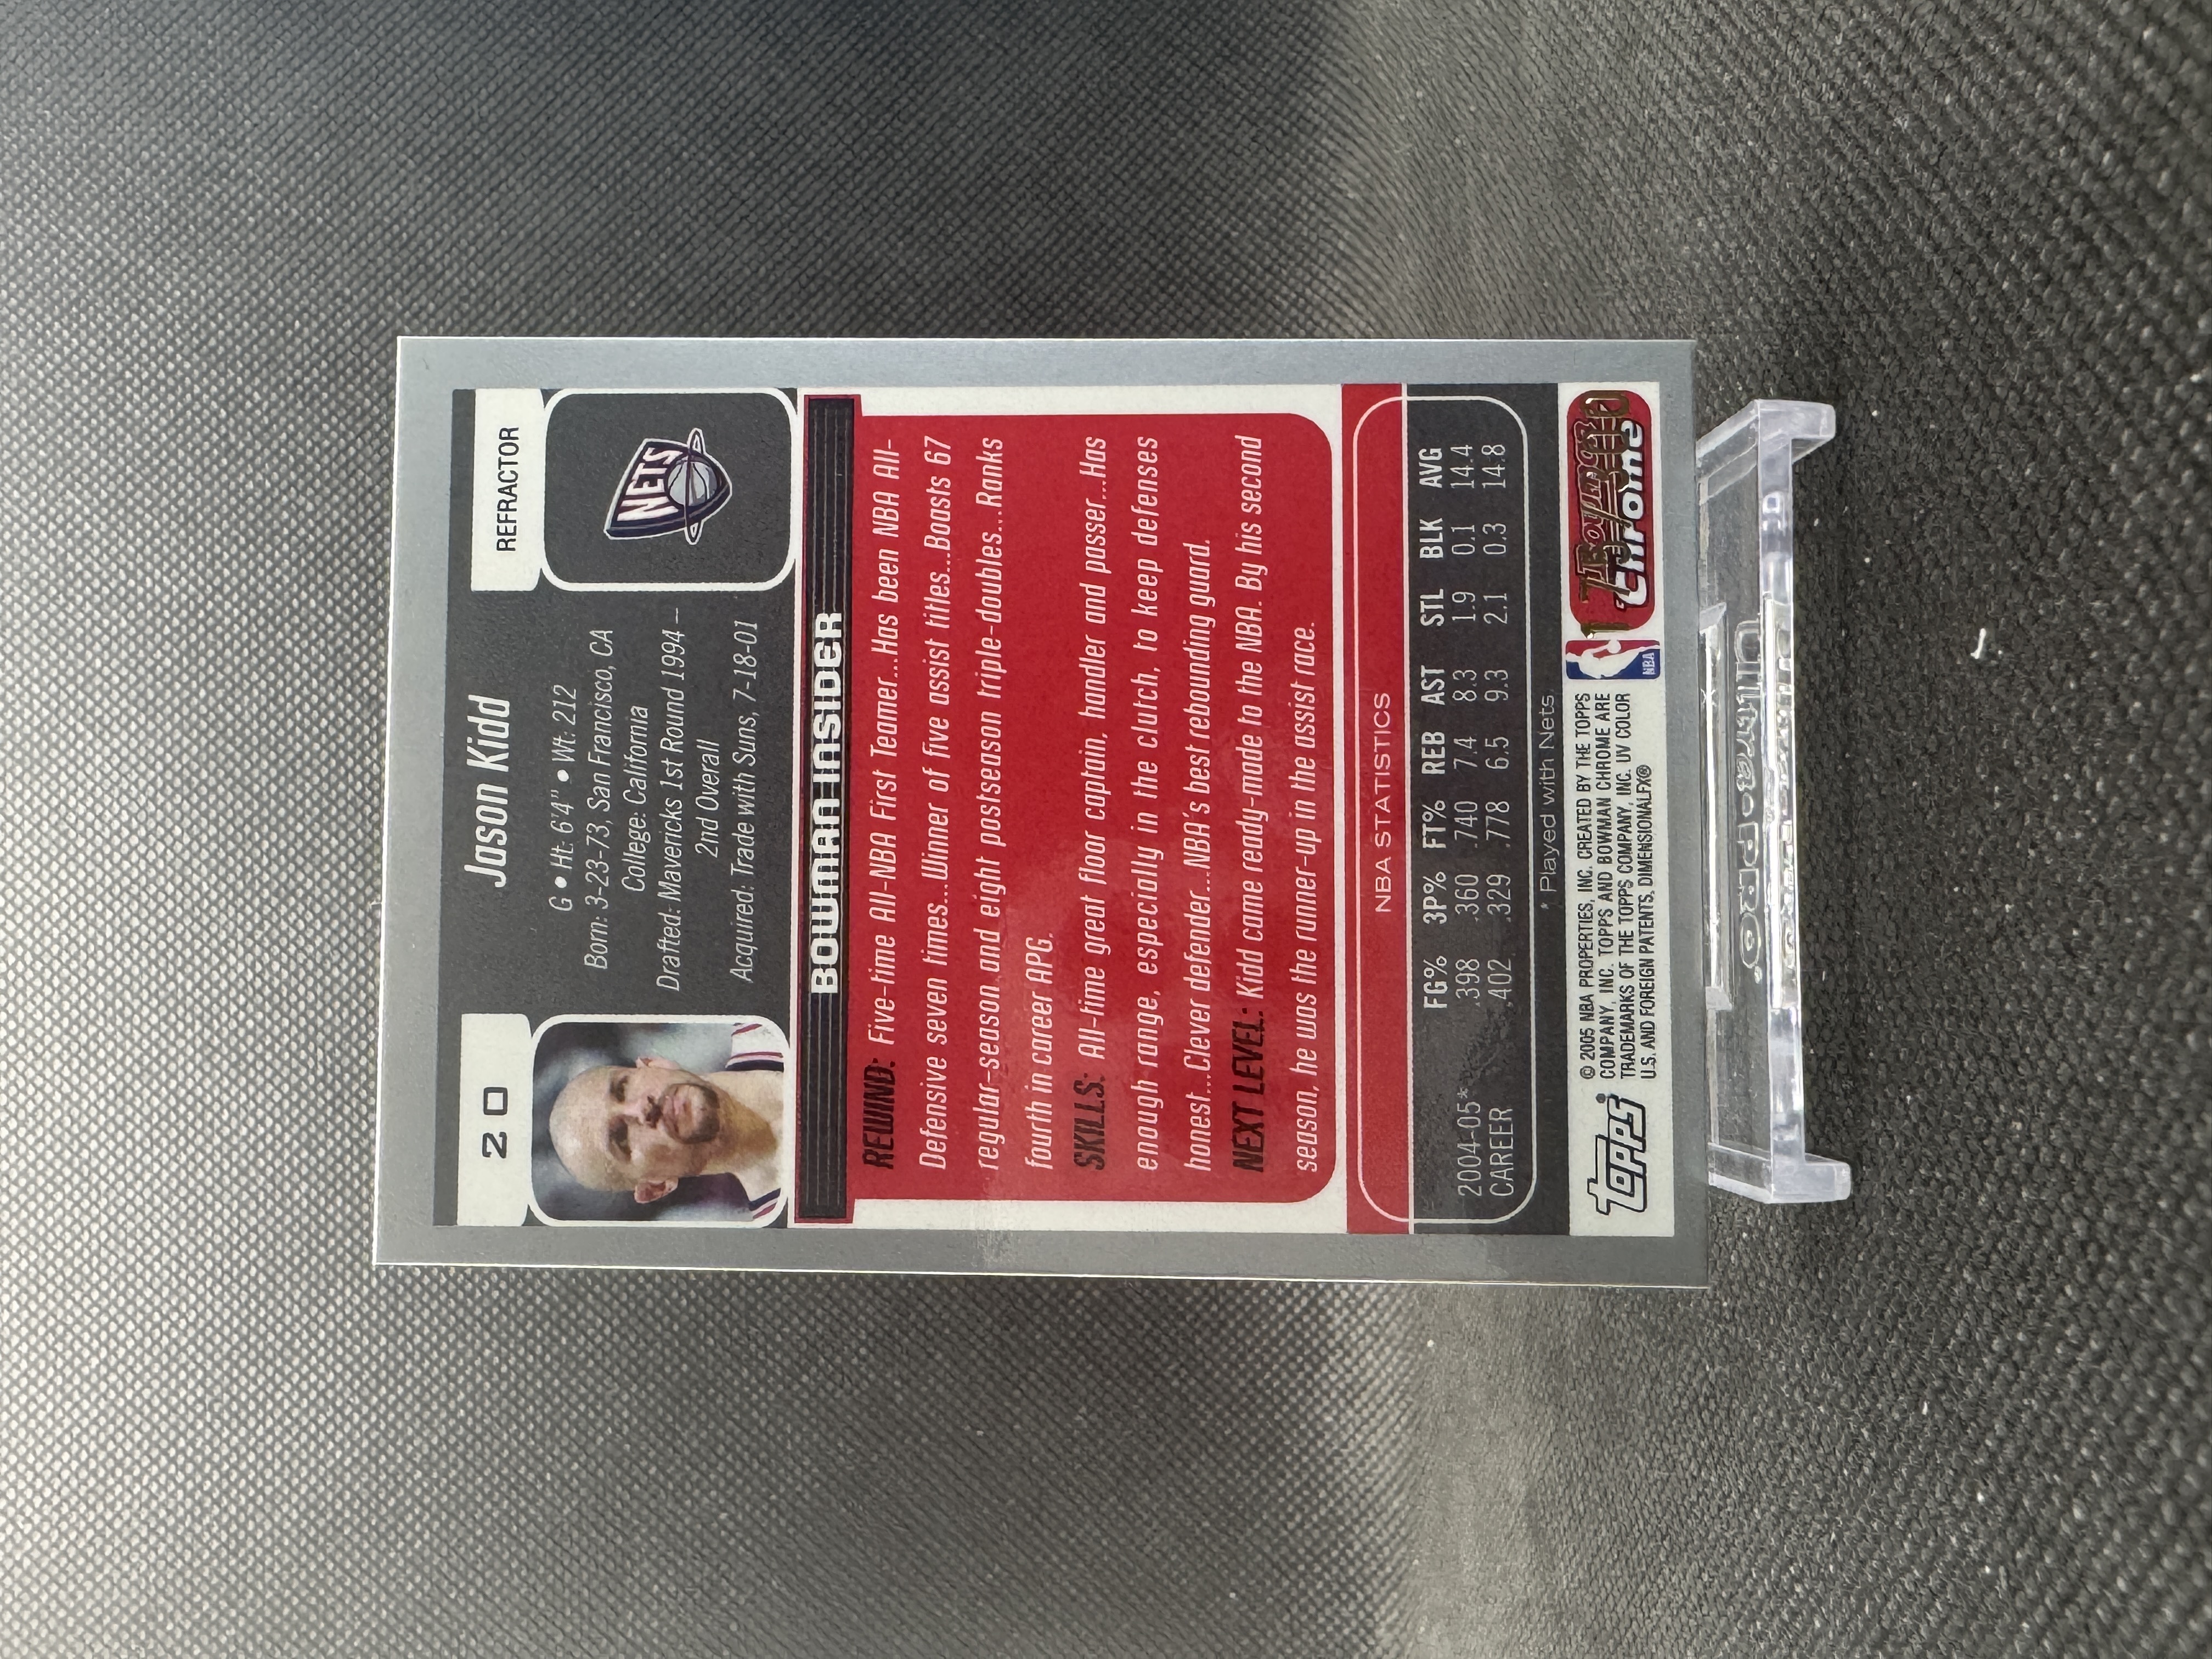 20
Jason Kidd
REFRACTOR
G • Ht: 6'4" • Wt: 212
Born: 3-23-73, San Francisco, CA
College: California
Drafted: Mavericks 1st Round 1994 –
2nd Overall
Acquired: Trade with Suns, 7-18-01
NETS
BOWMAN INSIDER
REWIND: Five-time All-NBA First Teamer...Has been NBA All-
Defensive seven times...Winner of five assist titles...Boasts 67
regular-season and eight postseason triple-doubles...Ranks
fourth in career APG.
SKILLS: All-time great floor captain, handler and passer...Has
enough range, especially in the clutch, to keep defenses
honest...Clever defender...NBA's best rebounding guard.
NEXT LEVEL: Kidd came ready-made to the NBA. By his second
season, he was the runner-up in the assist race.
NBA STATISTICS
FG% 3P% FT% REB AST STL BLK AVG
2004-05* .398 .360 .740 7.4 8.3 1.9 0.1 14.4
CAREER .402 .329 .778 6.5 9.3 2.1 0.3 14.8
* Played with Nets.
TOPPS®
© 2005 NBA PROPERTIES, INC. CREATED BY THE TOPPS
COMPANY, INC. TOPPS AND BOWMAN CHROME ARE
TRADEMARKS OF THE TOPPS COMPANY, INC. UV COLOR
U.S. AND FOREIGN PATENTS, DIMENSIONALFX®
NBA
Bowman
Chrome
Ultra•PRO®